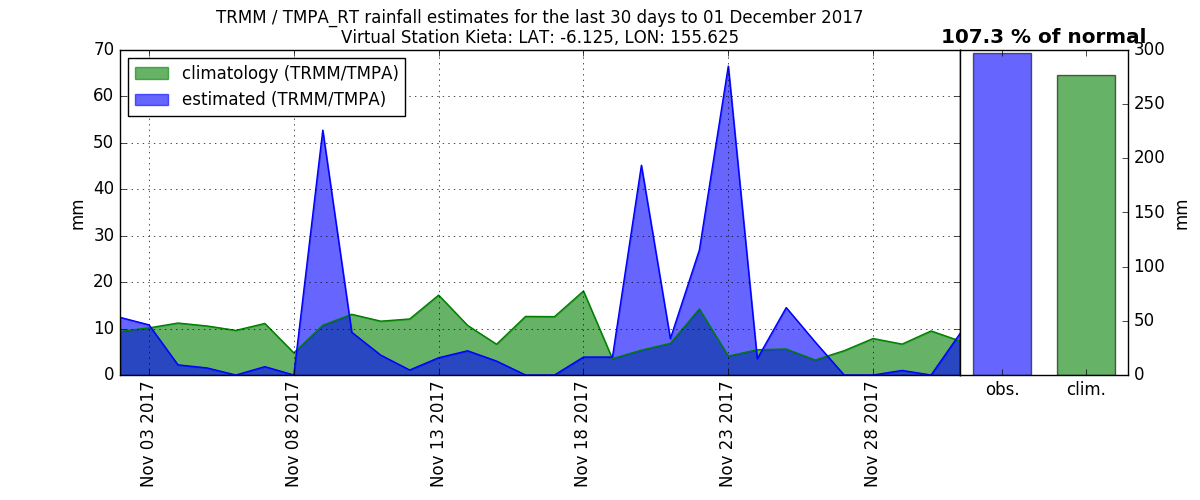 TRMM / TMPA_RT rainfall estimates for the last 30 days to 01 December 2017
Virtual Station Kieta: LAT: -6.125, LON: 155.625
107.3 % of normal
climatology (TRMM/TMPA)
estimated (TRMM/TMPA)
mm
70
60
50
40
30
20
10
0
Nov 03 2017
Nov 08 2017
Nov 13 2017
Nov 18 2017
Nov 23 2017
Nov 28 2017
300
250
200
150
100
50
0
mm
obs.
clim.